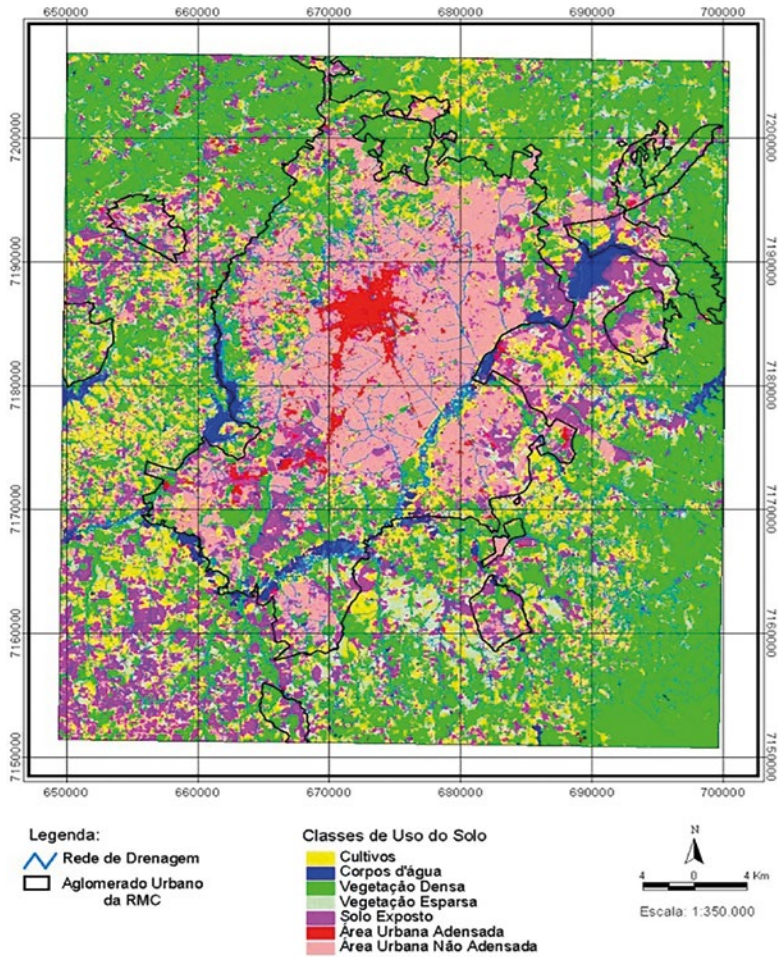 650000 660000 670000 680000 690000 700000
7200000 7200000
7190000 7190000
7180000 7180000
7170000 7170000
7160000 7160000
7150000 7150000
650000 660000 670000 680000 690000 700000
Legenda:
Rede de Drenagem
Aglomerado Urbano
da RMC
Classes de Uso do Solo
Cultivos
Corpos d'água
Vegetação Densa
Vegetação Esparsa
Solo Exposto
Área Urbana Adensada
Área Urbana Não Adensada
N
4 0 4 Km
Escala: 1:350.000